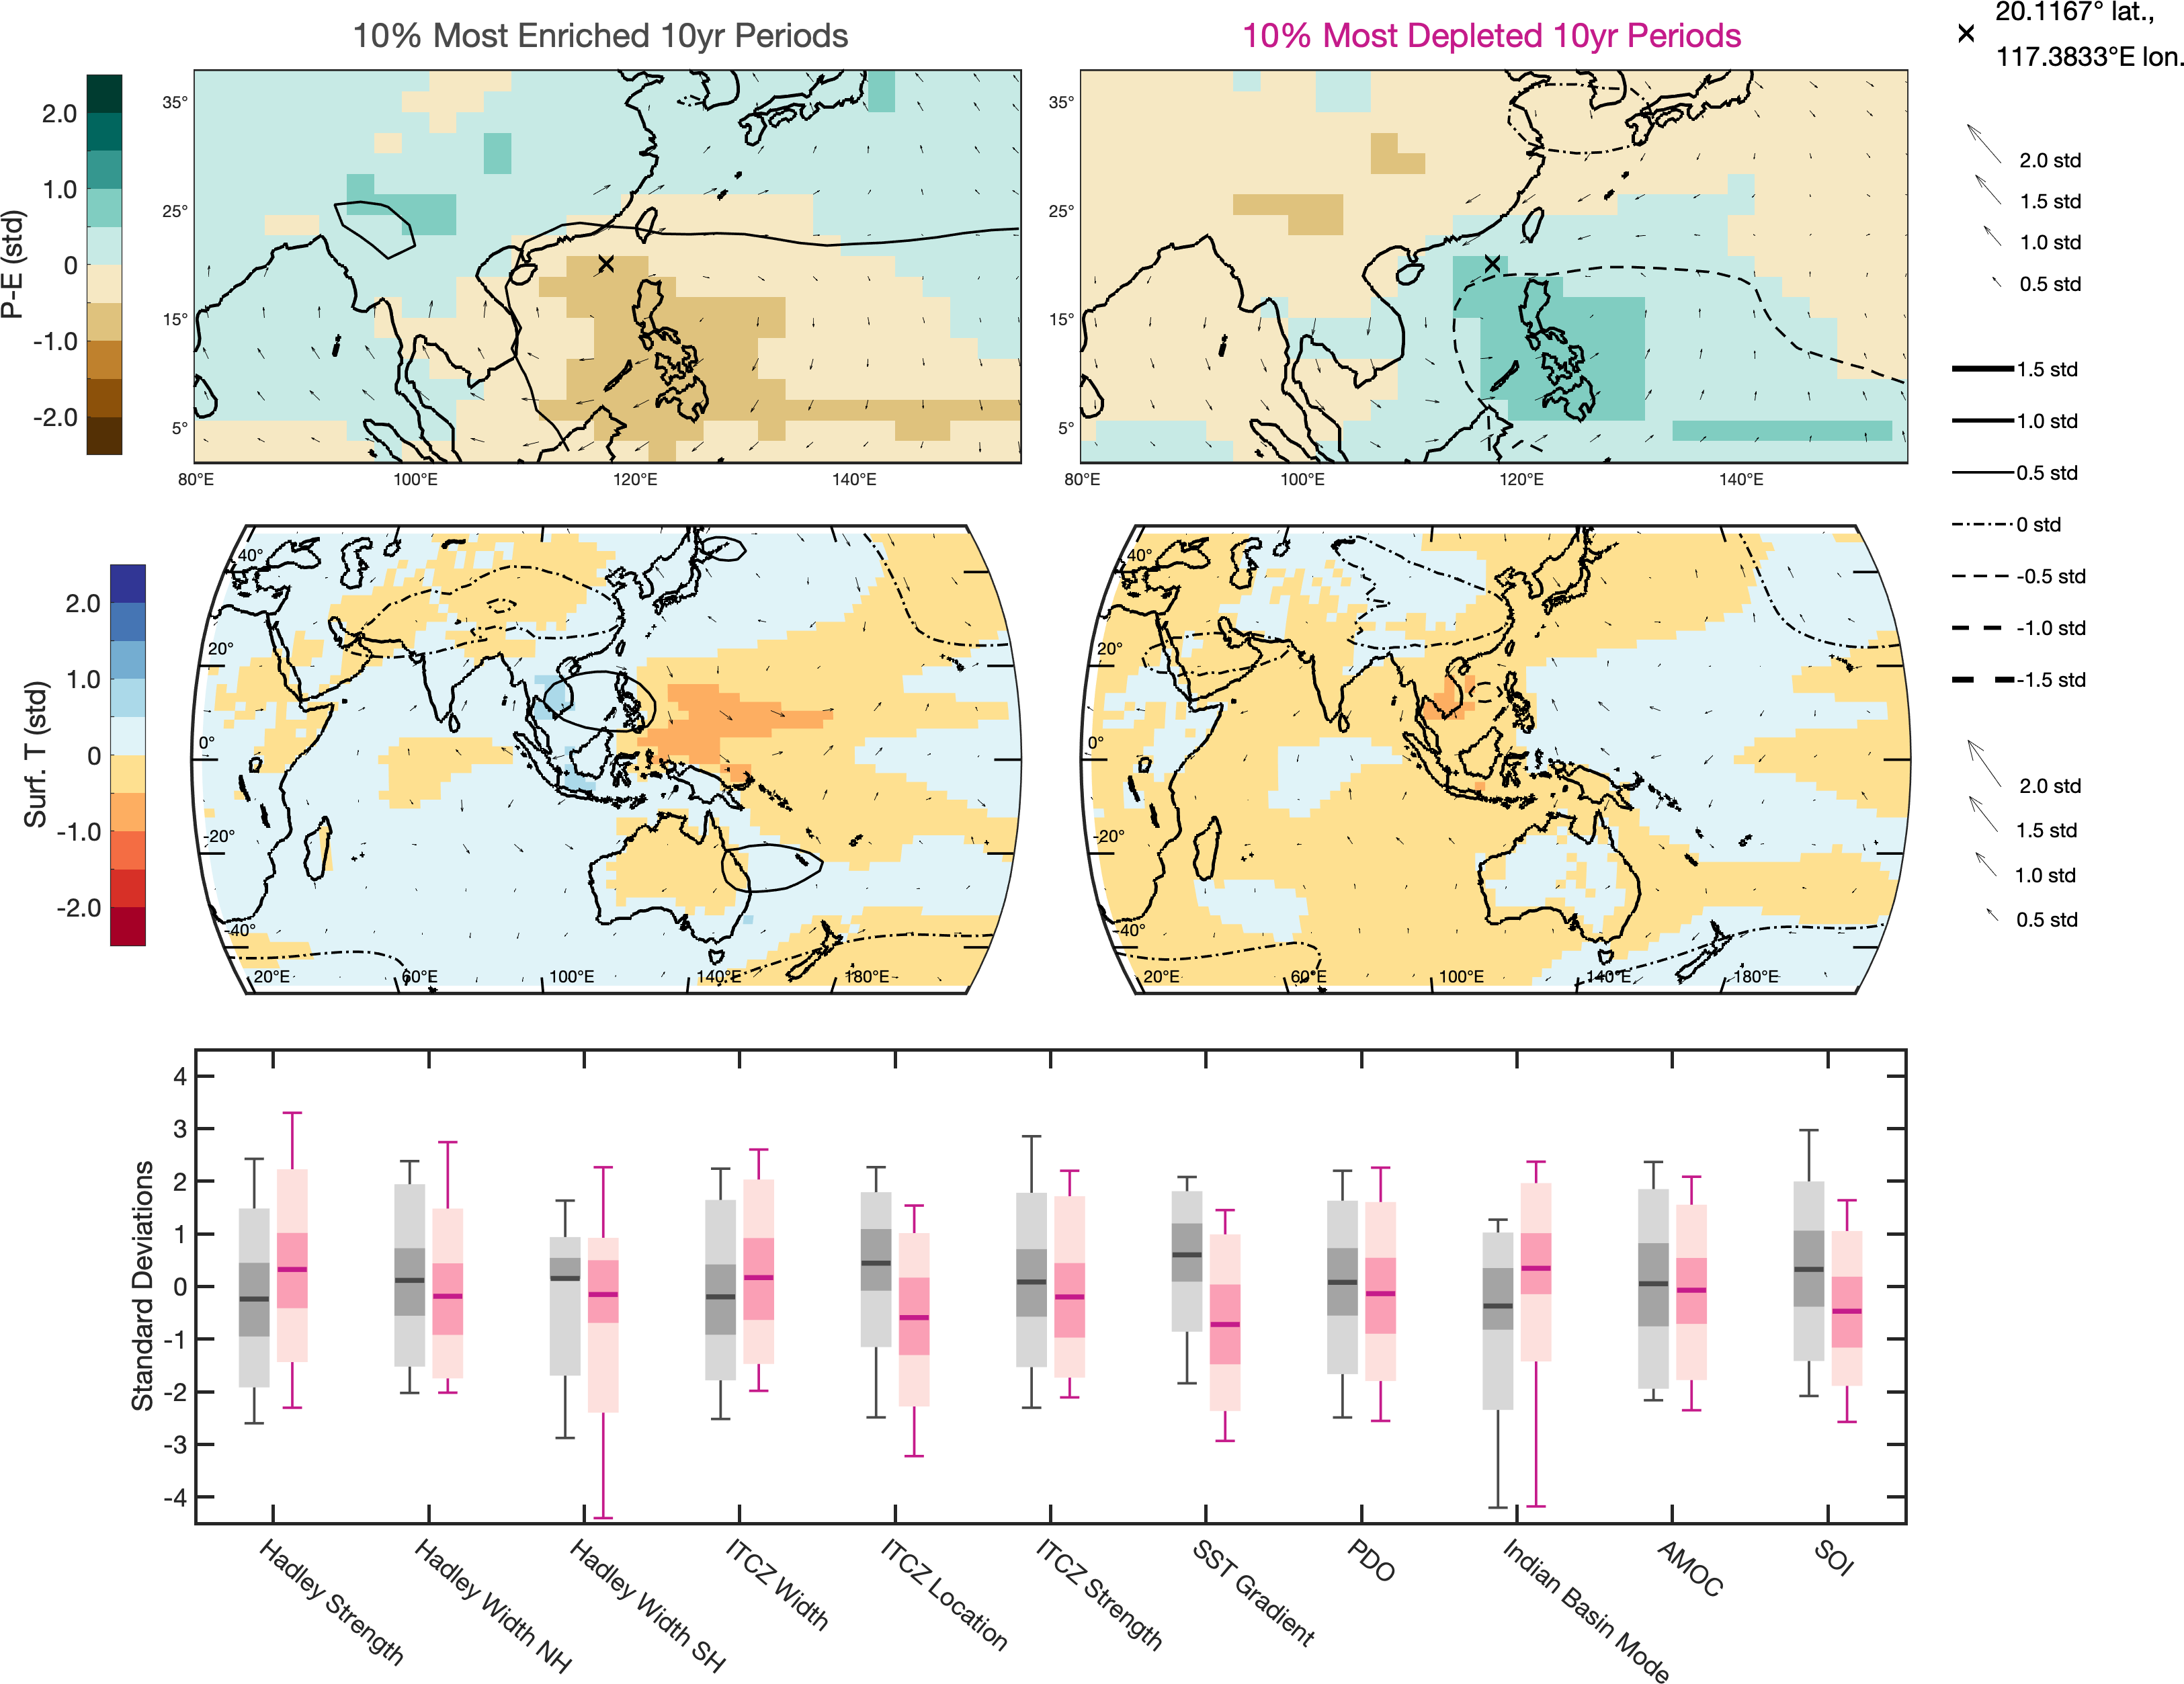 10% Most Enriched 10yr Periods
10% Most Depleted 10yr Periods
20.1167° lat.,
117.3833°E lon.
P-E (std)
2.0
1.0
0
-1.0
-2.0
35°
25°
15°
5°
80°E
100°E
120°E
140°E
35°
25°
15°
5°
80°E
100°E
120°E
140°E
2.0 std
1.5 std
1.0 std
0.5 std
1.5 std
1.0 std
0.5 std
0 std
-0.5 std
-1.0 std
-1.5 std
Surf. T (std)
2.0
1.0
0
-1.0
-2.0
40°
20°
0°
-20°
-40°
20°E
60°E
100°E
140°E
180°E
40°
20°
0°
-20°
-40°
20°E
60°E
100°E
140°E
180°E
2.0 std
1.5 std
1.0 std
0.5 std
Standard Deviations
4
3
2
1
0
-1
-2
-3
-4
Hadley Strength
Hadley Width NH
Hadley Width SH
ITCZ Width
ITCZ Location
ITCZ Strength
SST Gradient
PDO
Indian Basin Mode
AMOC
SOI